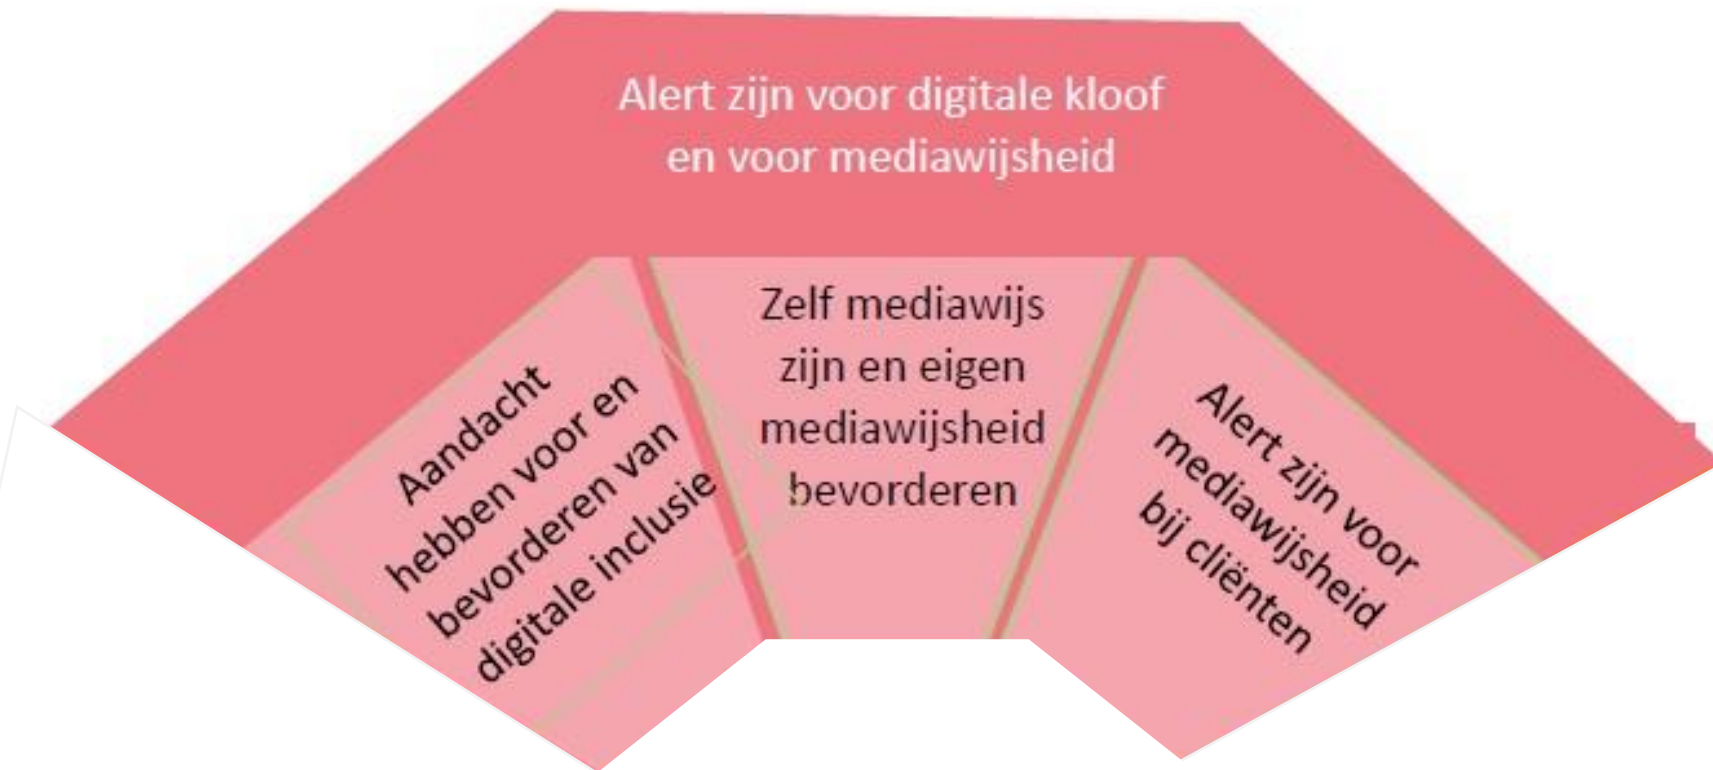 Alert zijn voor digitale kloof
en voor mediawijsheid
Aandacht
hebben voor en
bevorderen van
digitale inclusie
Zelf mediawijs
zijn en eigen
mediawijsheid
bevorderen
Alert zijn voor
mediawijsheid
bij cliënten